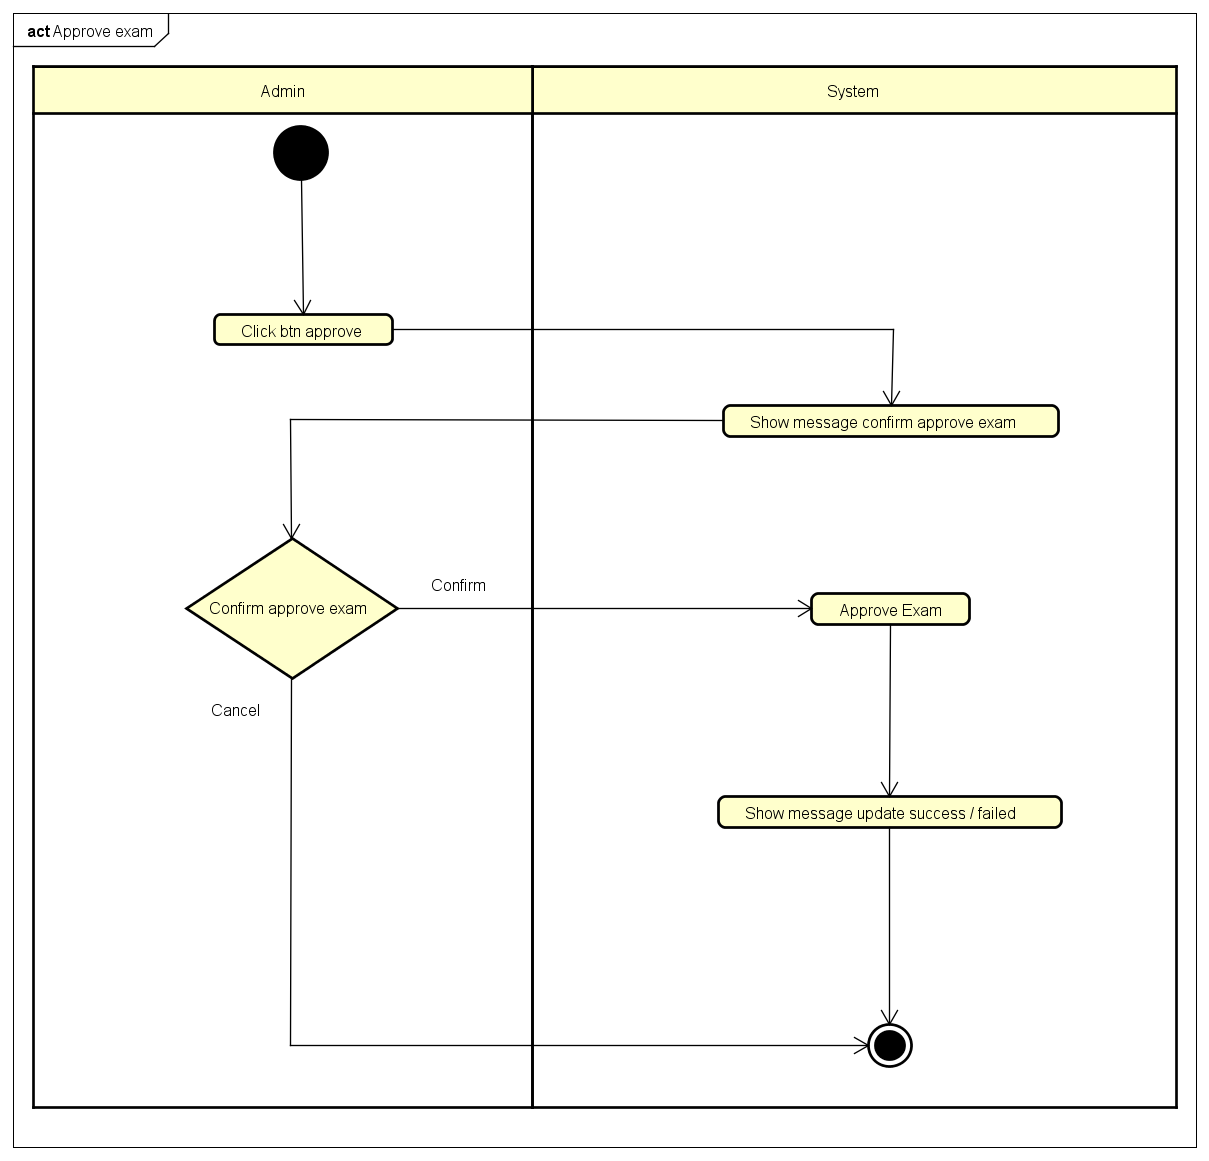 act Approve exam
Admin
System
Click btn approve
Show message confirm approve exam
Confirm
Confirm approve exam
Approve Exam
Cancel
Show message update success / failed